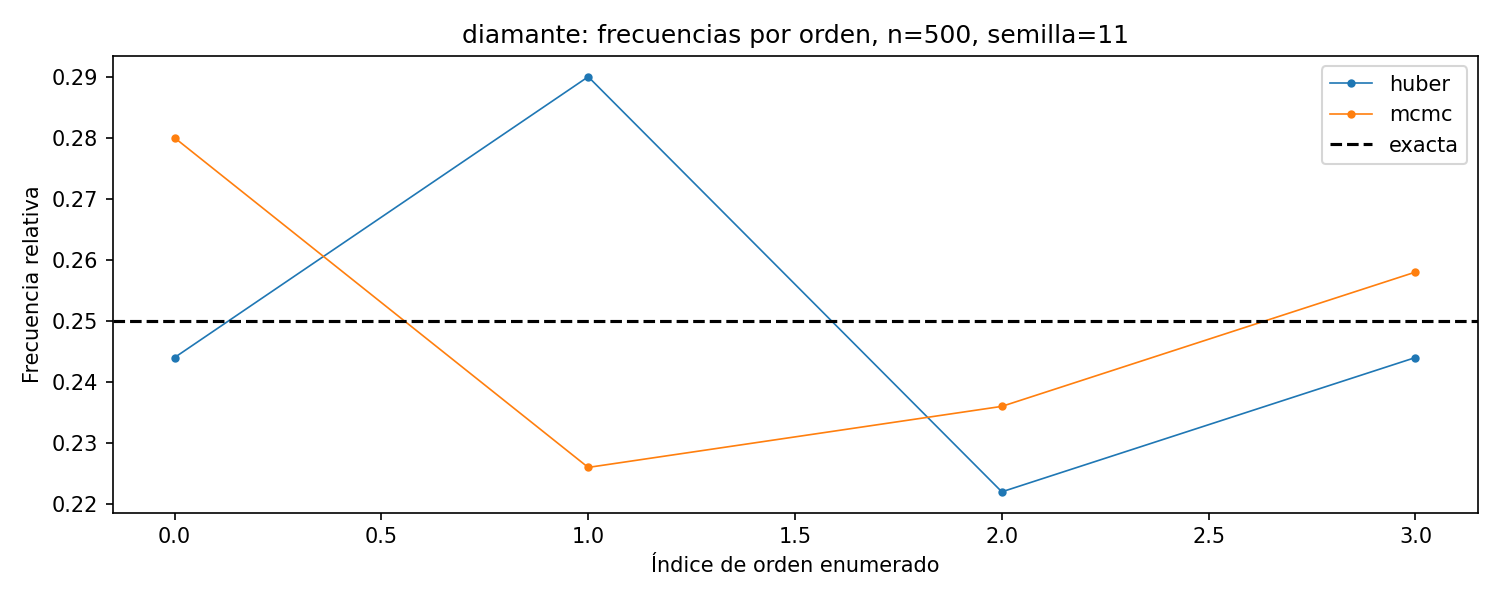 diamante: frecuencias por orden, n=500, semilla=11
huber
mcmc
exacta
Frecuencia relativa
0.29
0.28
0.27
0.26
0.25
0.24
0.23
0.22
0.0 0.5 1.0 1.5 2.0 2.5 3.0
Índice de orden enumerado